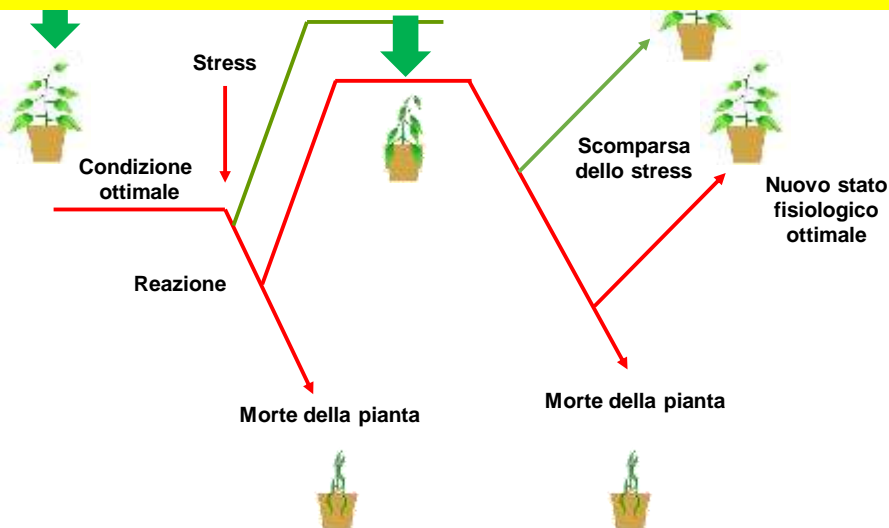 Stress
Condizione
ottimale
Reazione
Morte della pianta
Scomparsa
dello stress
Nuovo stato
fisiologico
ottimale
Morte della pianta